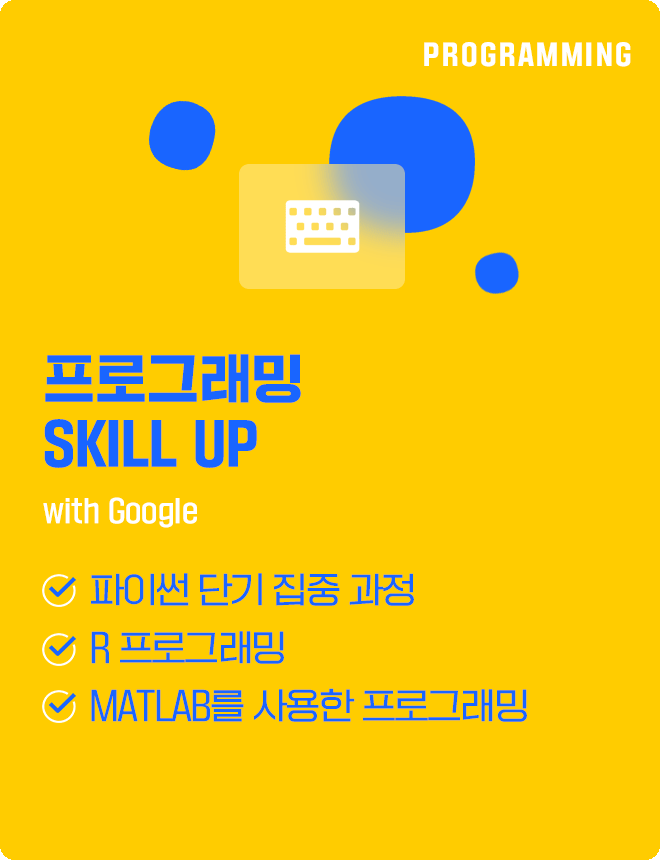 PROGRAMMING
프로그래밍
SKILL UP
with Google
파이썬 단기 집중 과정
R 프로그래밍
MATLAB를 사용한 프로그래밍